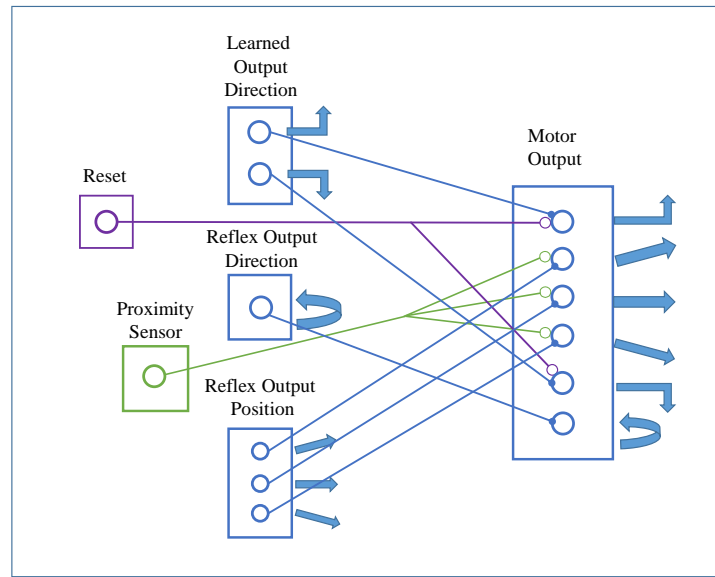 Learned
Output
Direction
Motor
Output
Reset
Reflex Output
Direction
Proximity
Sensor
Reflex Output
Position